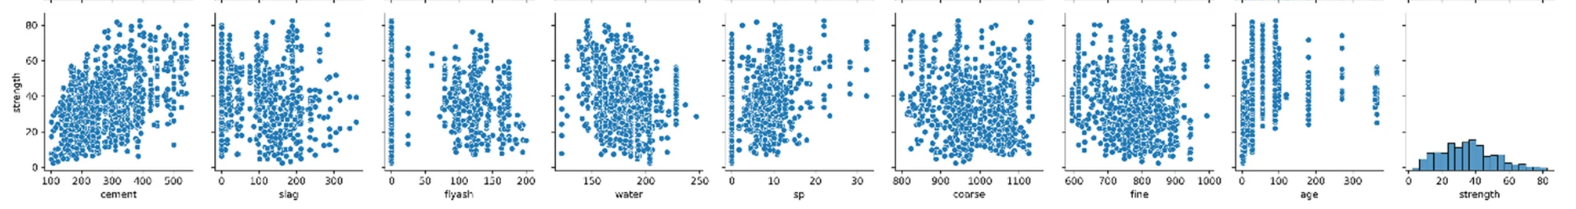 strength
80
60
40
20
0
100 200 300 400 500
0 100 200 300
0 50 100 150 200
150 200 250
0 10 20 30
800 900 1000 1100
600 700 800 900 1000
0 100 200 300
0 20 40 60 80
cement
slag
flyash
water
sp
coarse
fine
age
strength